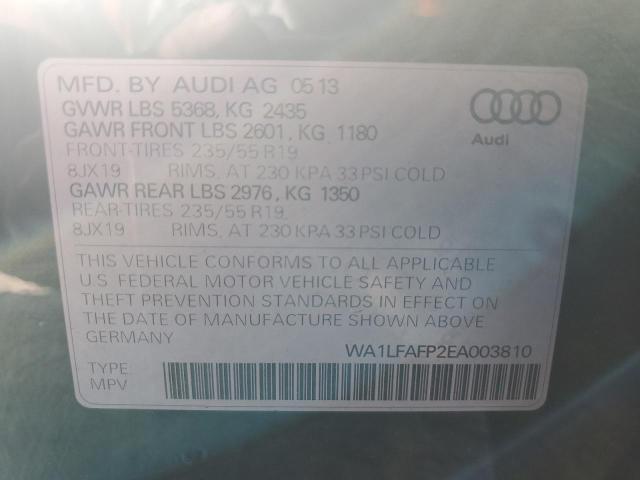 MFD. BY AUDI AG 05 13
GVWR LBS 5368, KG 2435
GAWR FRONT LBS 2601, KG 1180
FRONT-TIRES 235/55 R19
8JX19 RIMS, AT 230 KPA 33 PSI COLD
GAWR REAR LBS 2976, KG 1350
REAR-TIRES 235/55 R19
8JX19 RIMS, AT 230 KPA 33 PSI COLD
Audi
THIS VEHICLE CONFORMS TO ALL APPLICABLE
U.S. FEDERAL MOTOR VEHICLE SAFETY AND
THEFT PREVENTION STANDARDS IN EFFECT ON
THE DATE OF MANUFACTURE SHOWN ABOVE
GERMANY
WA1LFAFP2EA003810
TYPE:
MPV